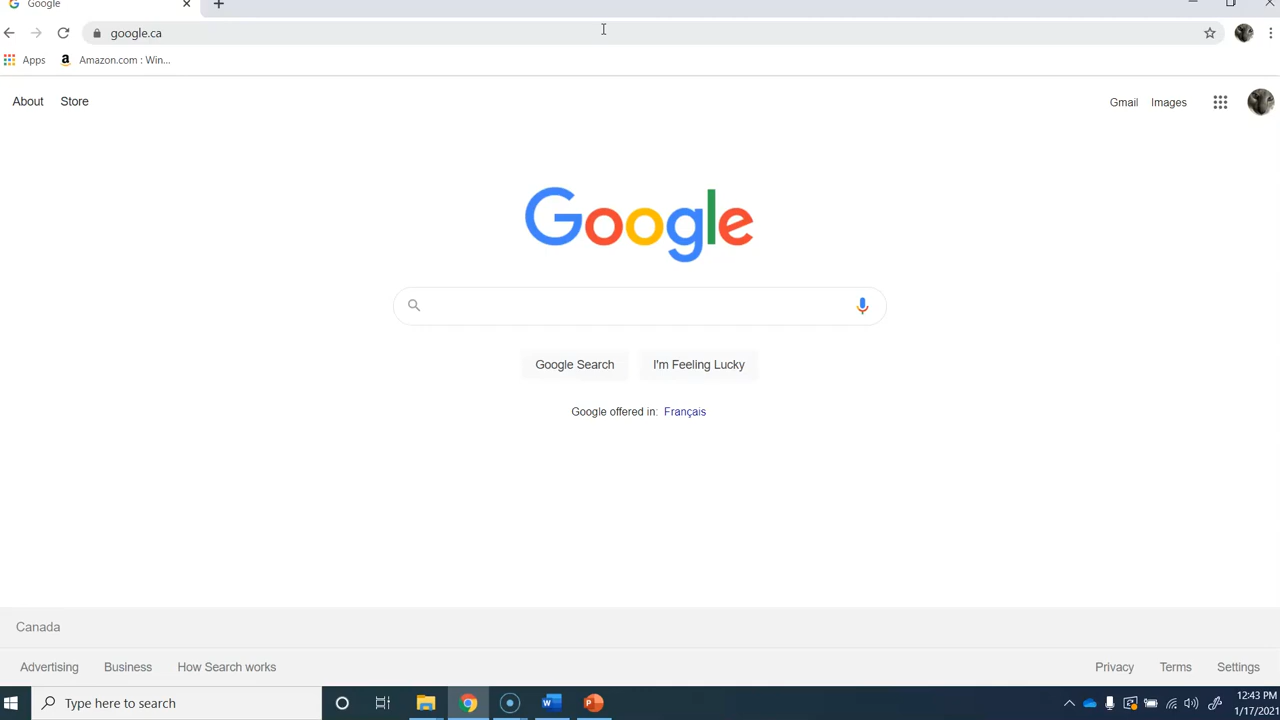 Google
google.ca
Apps
Amazon.com : Win...
About
Store
Gmail
Images
Google
Google Search
I'm Feeling Lucky
Google offered in: Français
Canada
Advertising
Business
How Search works
Privacy
Terms
Settings
Type here to search
12:43 PM
1/17/2021